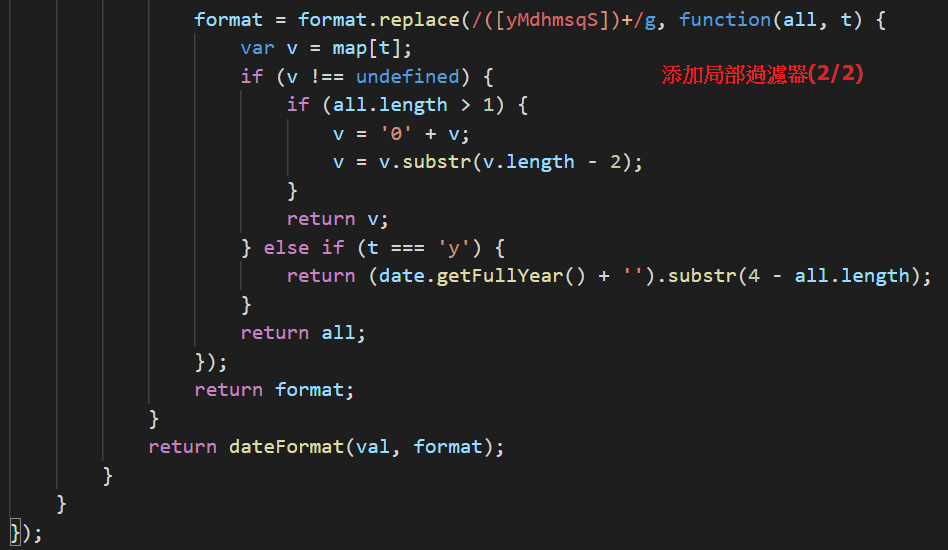 format = format.replace(/([yMdhmsqS])+/g, function(all, t) {
var v = map[t];
if (v !== undefined) {
添加局部過濾器(2/2)
if (all.length > 1) {
v = '0' + v;
v = v.substr(v.length - 2);
}
return v;
} else if (t === 'y') {
return (date.getFullYear() + '').substr(4 - all.length);
}
return all;
});
return format;
}
return dateFormat(val, format);
}
}
});